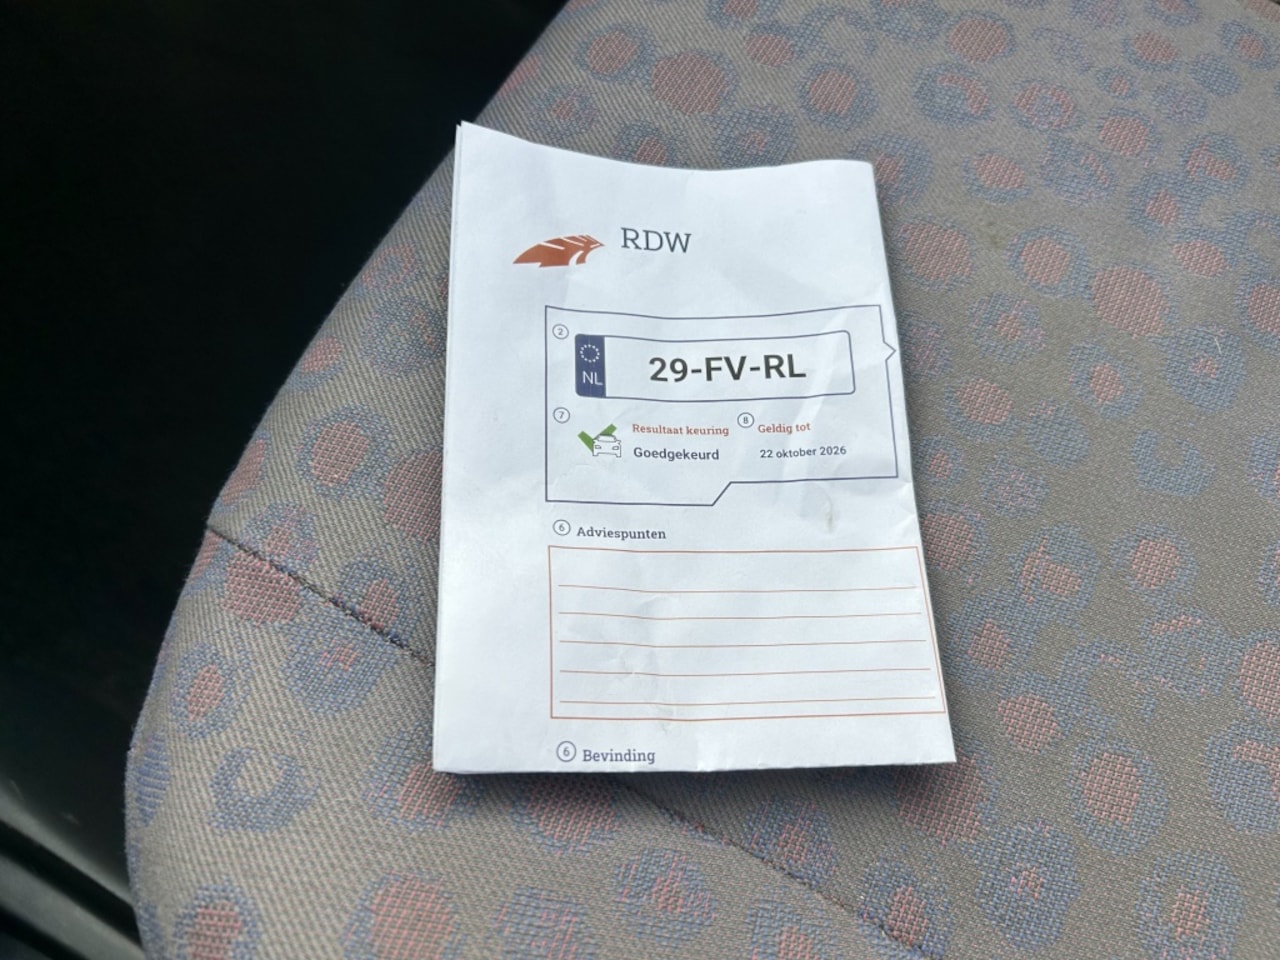 RDW
2
NL
29-FV-RL
7 Resultaat keuring
Goedgekeurd
8 Geldig tot
22 oktober 2026
6 Adviespunten
6 Bevinding